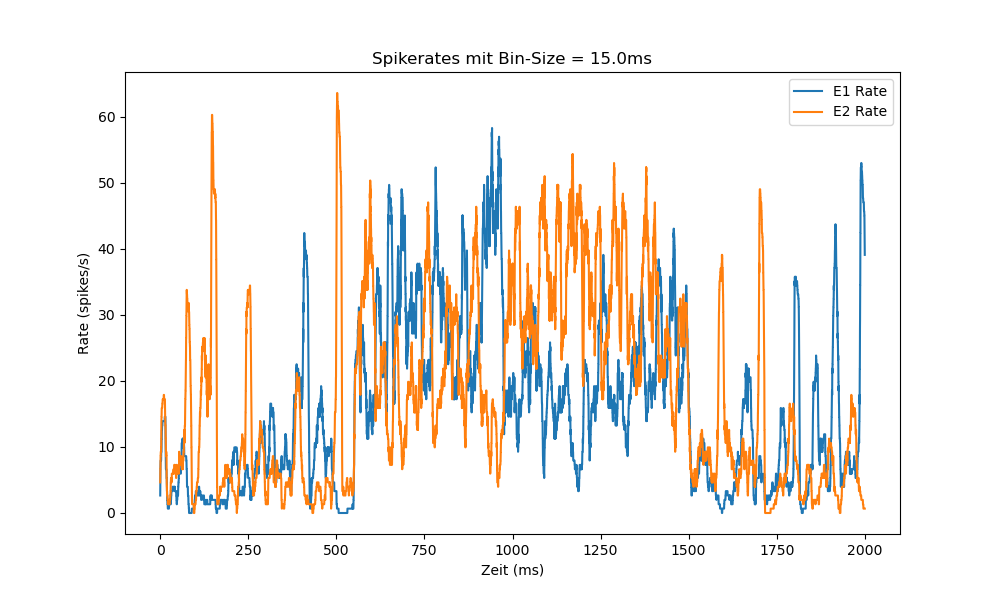 Spikerates mit Bin-Size = 15.0ms
E1 Rate
E2 Rate
Rate (spikes/s)
60
50
40
30
20
10
0
0 250 500 750 1000 1250 1500 1750 2000
Zeit (ms)